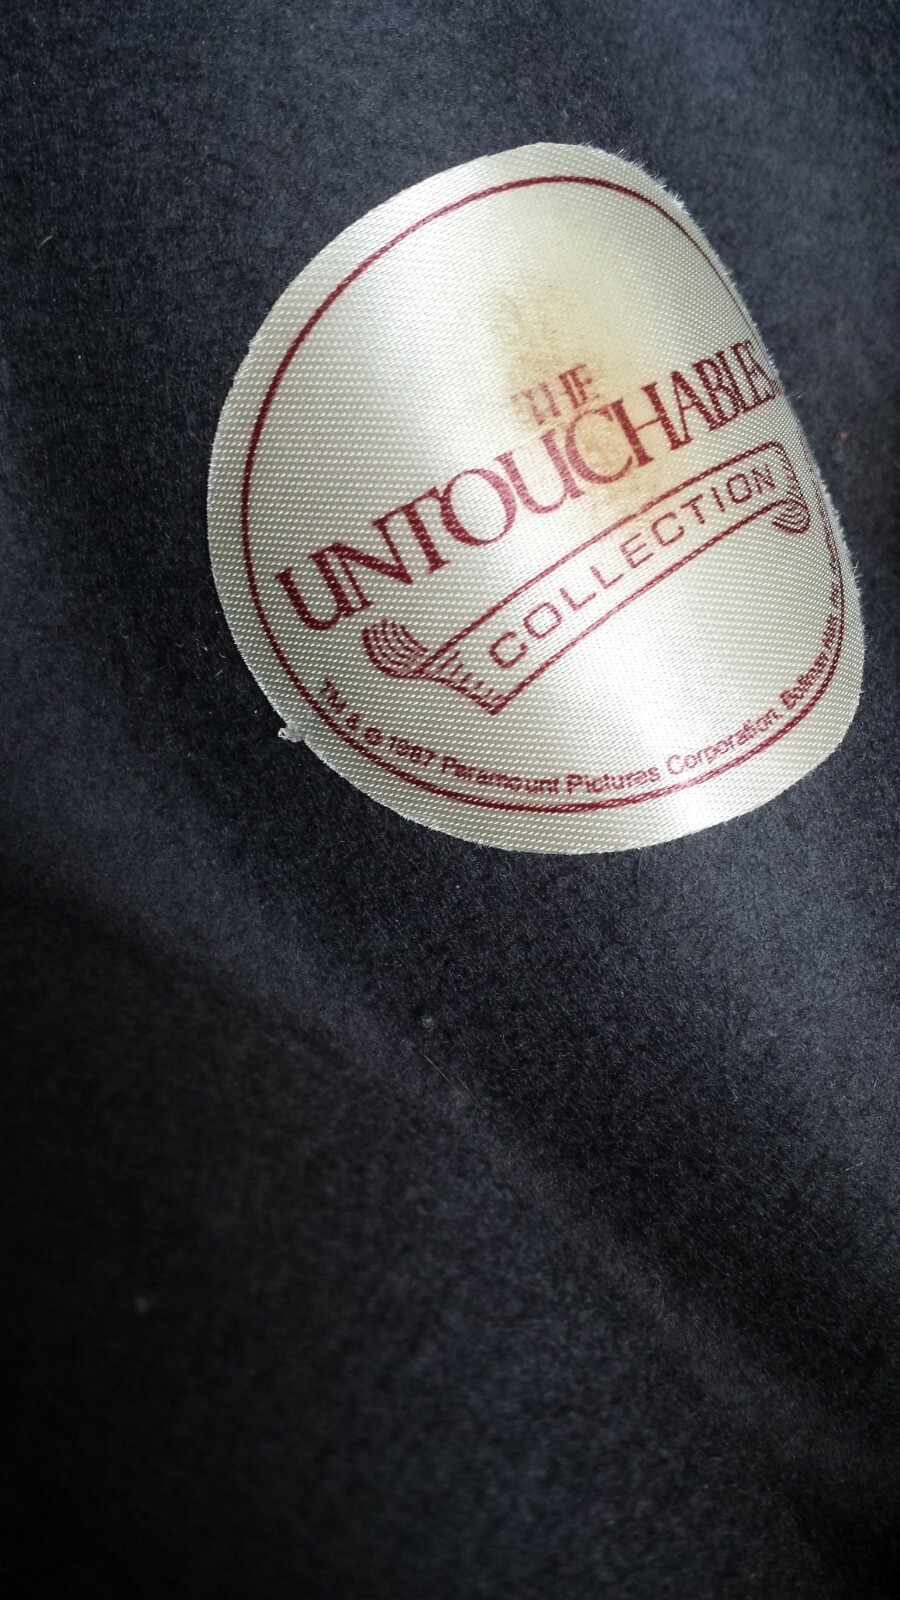 THE
UNTOUCHABLES
COLLECTION
TM & © 1987 Paramount Pictures Corporation.